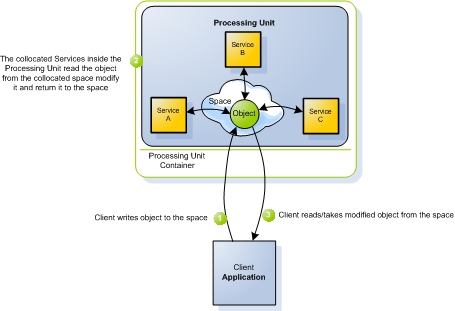 Processing Unit
2
The collocated Services inside the
Processing Unit read the object
from the collocated space modify
it and return it to the space
Service
B
Space
Service
A
Object
Service
C
Processing Unit
Container
Client writes object to the space
1
3
Client reads/takes modified object from the space
Client
Application